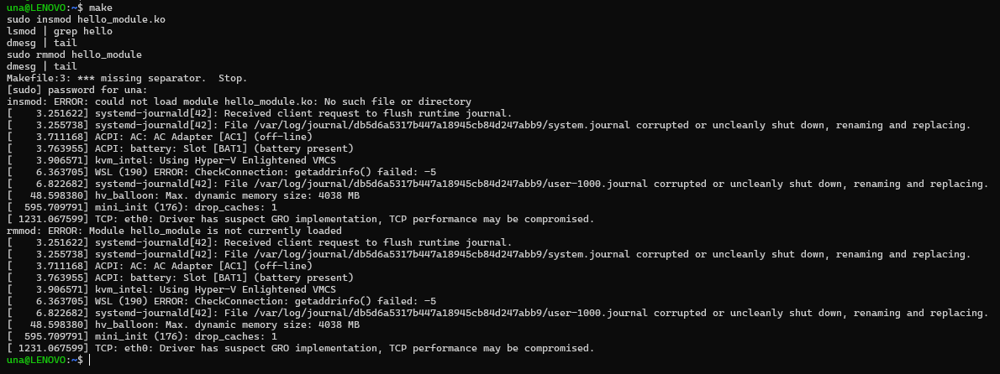 una@LENOVO:~$ make
sudo insmod hello_module.ko
lsmod | grep hello
dmesg | tail
sudo rmmod hello_module
dmesg | tail
Makefile:3: *** missing separator.  Stop.
[sudo] password for una:
insmod: ERROR: could not load module hello_module.ko: No such file or directory
[    3.251622] systemd-journald[42]: Received client request to flush runtime journal.
[    3.255738] systemd-journald[42]: File /var/log/journal/db5d6a5317b447a18945cb84d247abb9/system.journal corrupted or uncleanly shut down, renaming and replacing.
[    3.711168] ACPI: AC: AC Adapter [AC1] (off-line)
[    3.763955] ACPI: battery: Slot [BAT1] (battery present)
[    3.906571] kvm_intel: Using Hyper-V Enlightened VMCS
[    6.363705] WSL (190) ERROR: CheckConnection: getaddrinfo() failed: -5
[    6.822682] systemd-journald[42]: File /var/log/journal/db5d6a5317b447a18945cb84d247abb9/user-1000.journal corrupted or uncleanly shut down, renaming and replacing.
[   48.598380] hv_balloon: Max. dynamic memory size: 4038 MB
[  595.709791] mini_init (176): drop_caches: 1
[ 1231.067599] TCP: eth0: Driver has suspect GRO implementation, TCP performance may be compromised.
rmmod: ERROR: Module hello_module is not currently loaded
[    3.251622] systemd-journald[42]: Received client request to flush runtime journal.
[    3.255738] systemd-journald[42]: File /var/log/journal/db5d6a5317b447a18945cb84d247abb9/system.journal corrupted or uncleanly shut down, renaming and replacing.
[    3.711168] ACPI: AC: AC Adapter [AC1] (off-line)
[    3.763955] ACPI: battery: Slot [BAT1] (battery present)
[    3.906571] kvm_intel: Using Hyper-V Enlightened VMCS
[    6.363705] WSL (190) ERROR: CheckConnection: getaddrinfo() failed: -5
[    6.822682] systemd-journald[42]: File /var/log/journal/db5d6a5317b447a18945cb84d247abb9/user-1000.journal corrupted or uncleanly shut down, renaming and replacing.
[   48.598380] hv_balloon: Max. dynamic memory size: 4038 MB
[  595.709791] mini_init (176): drop_caches: 1
[ 1231.067599] TCP: eth0: Driver has suspect GRO implementation, TCP performance may be compromised.
una@LENOVO:~$